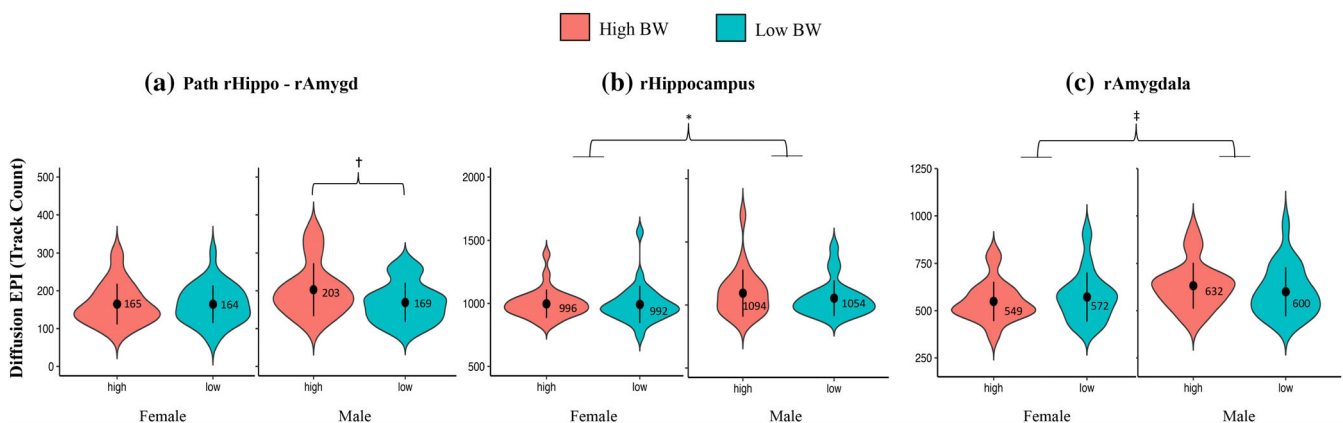 High BW Low BW
(a) Path rHippo - rAmygd
(b) rHippocampus
(c) rAmygdala
Diffusion EPI (Track Count)
500
400
300
200
100
0
†
165
164
203
169
high low high low
Female Male
*
2000
1500
1000
500
996
992
1094
1054
high low high low
Female Male
‡
1250
1000
750
500
250
549
572
632
600
high low high low
Female Male